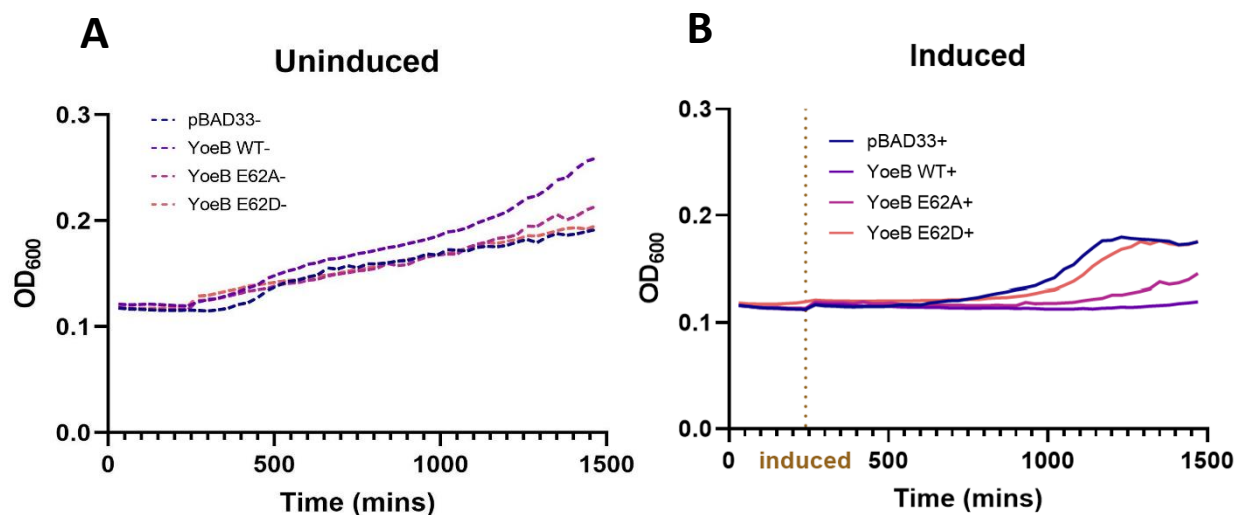 A
Uninduced
0.3
0.2
0.1
0.0
OD600
pBAD33-
YoeB WT-
YoeB E62A-
YoeB E62D-
0
500
1000
1500
Time (mins)
B
Induced
0.3
0.2
0.1
0.0
OD600
pBAD33+
YoeB WT+
YoeB E62A+
YoeB E62D+
0
induced
500
1000
1500
Time (mins)